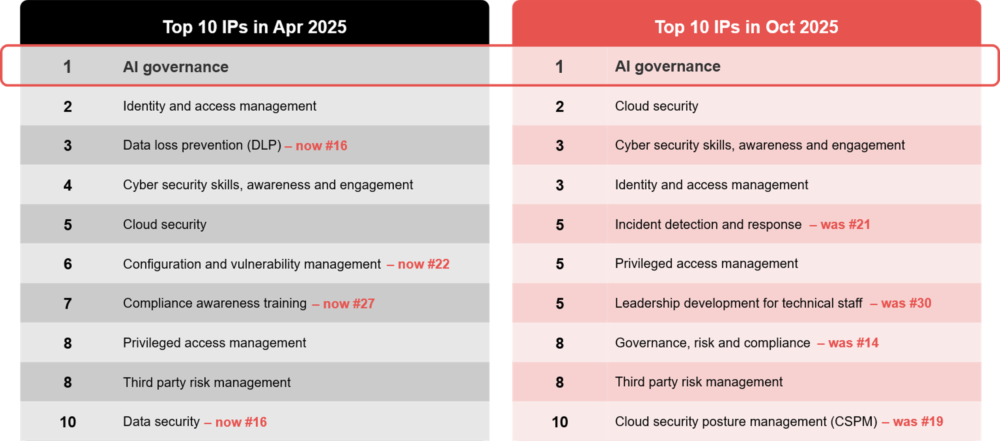 Top 10 IPs in Apr 2025
1 AI governance
2 Identity and access management
3 Data loss prevention (DLP) – now #16
4 Cyber security skills, awareness and engagement
5 Cloud security
6 Configuration and vulnerability management – now #22
7 Compliance awareness training – now #27
8 Privileged access management
8 Third party risk management
10 Data security – now #16
Top 10 IPs in Oct 2025
1 AI governance
2 Cloud security
3 Cyber security skills, awareness and engagement
3 Identity and access management
5 Incident detection and response – was #21
5 Privileged access management
5 Leadership development for technical staff – was #30
8 Governance, risk and compliance – was #14
8 Third party risk management
10 Cloud security posture management (CSPM) – was #19